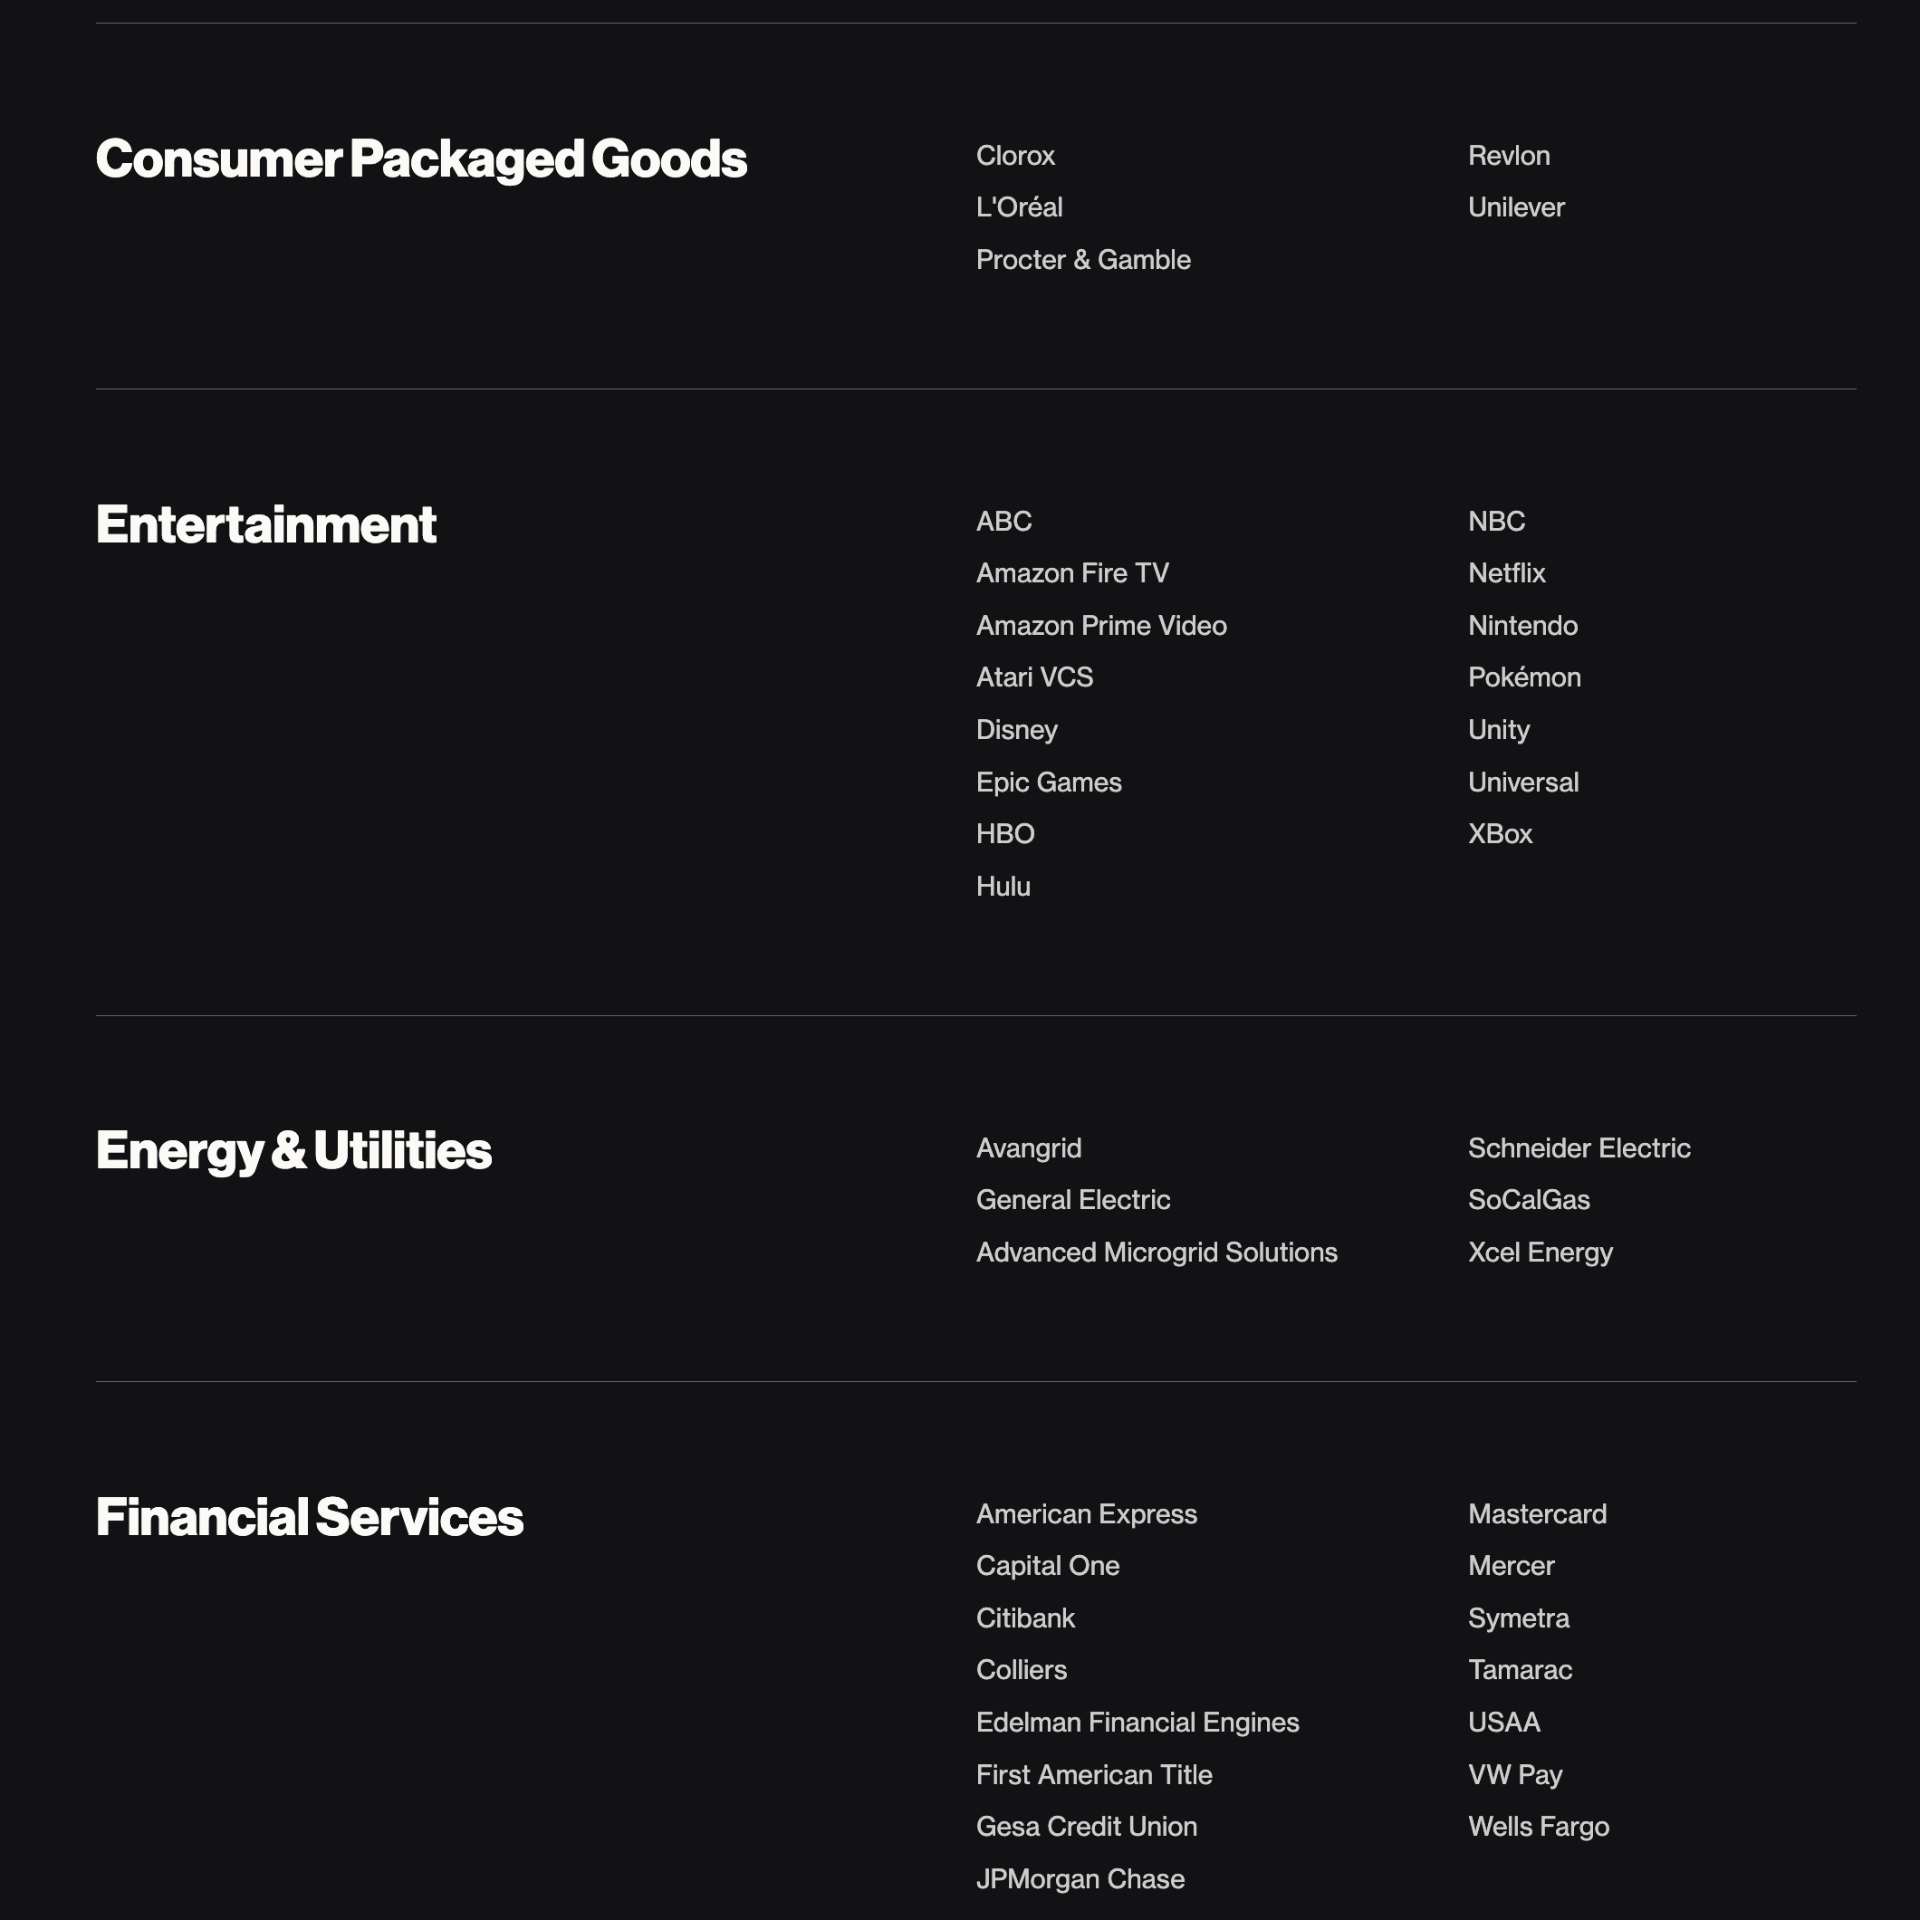 Consumer Packaged Goods
Clorox
L'Oréal
Procter & Gamble
Revlon
Unilever
Entertainment
ABC
Amazon Fire TV
Amazon Prime Video
Atari VCS
Disney
Epic Games
HBO
Hulu
NBC
Netflix
Nintendo
Pokémon
Unity
Universal
XBox
Energy & Utilities
Avangrid
General Electric
Advanced Microgrid Solutions
Schneider Electric
SoCalGas
Xcel Energy
Financial Services
American Express
Capital One
Citibank
Colliers
Edelman Financial Engines
First American Title
Gesa Credit Union
JPMorgan Chase
Mastercard
Mercer
Symetra
Tamarac
USAA
VW Pay
Wells Fargo